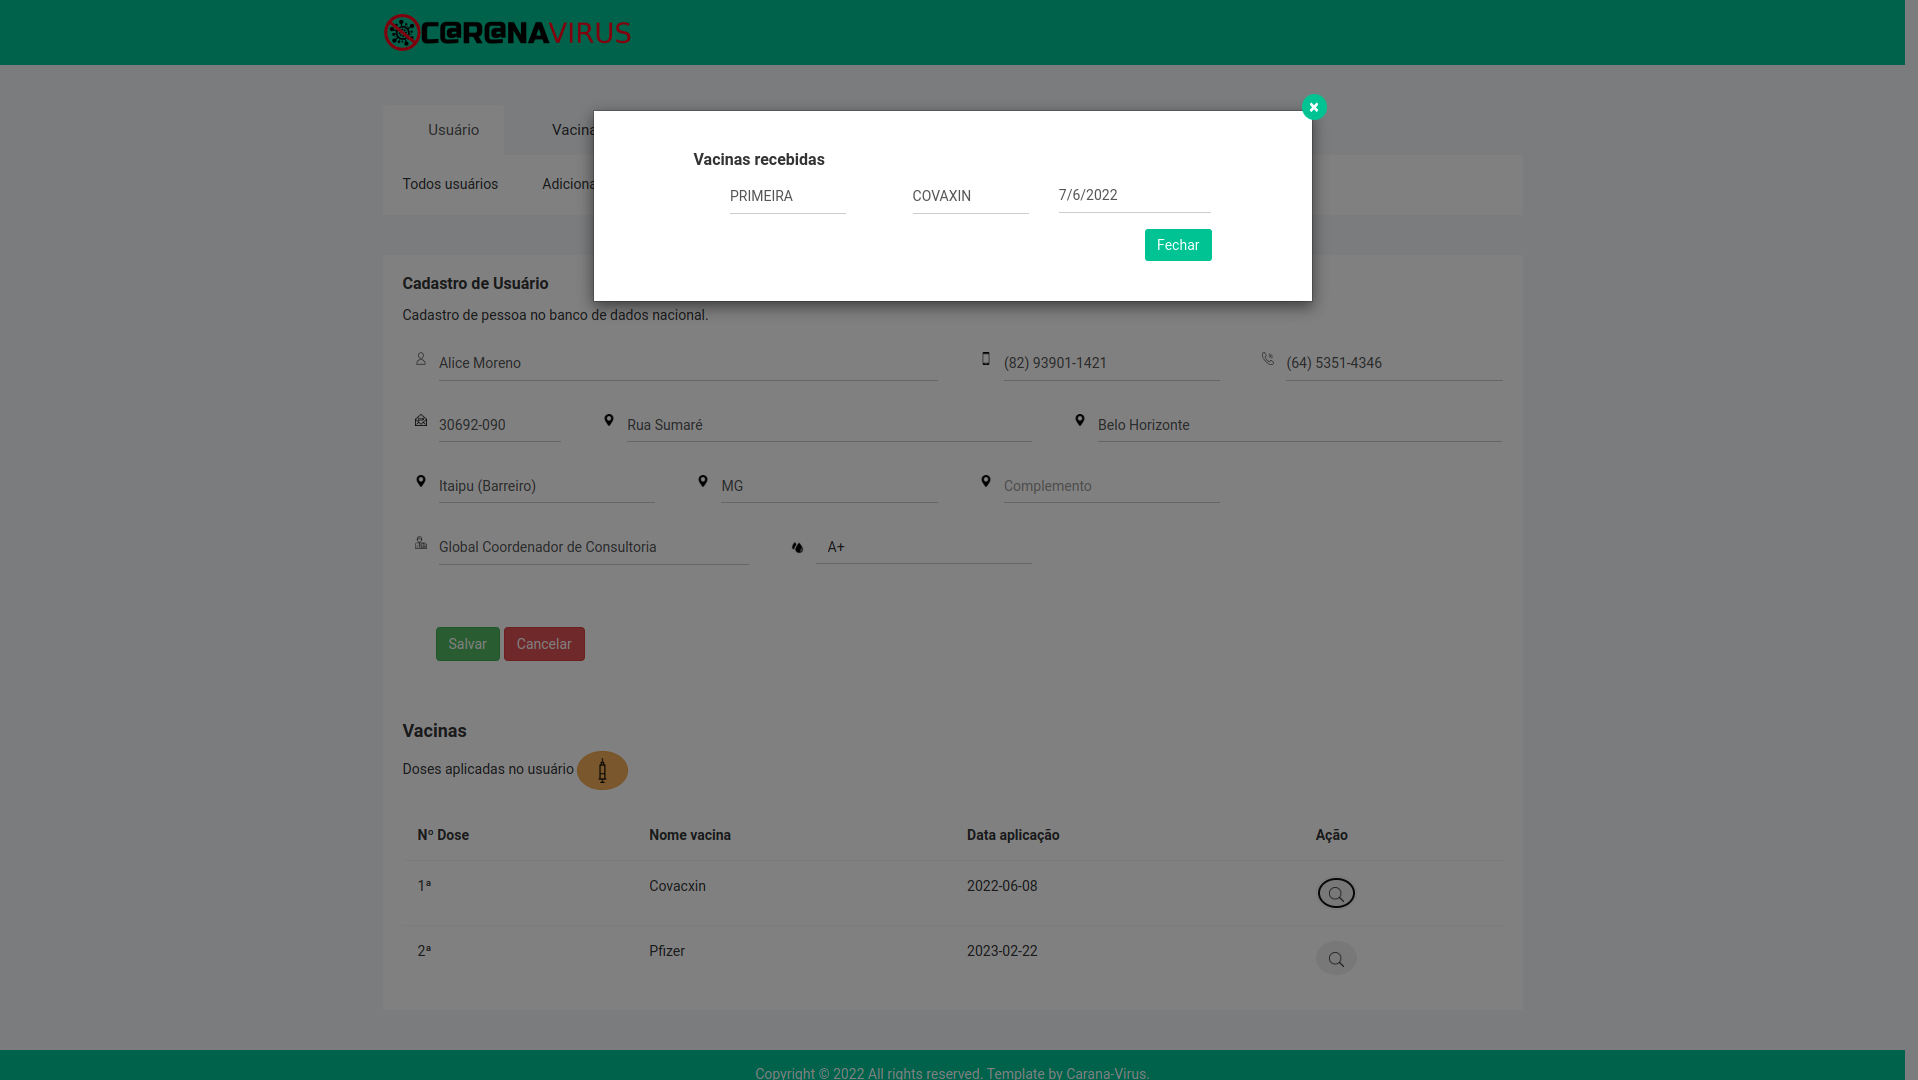 C@R@NAVIRUS
Usuário
Vacina
Todos usuários
Adiciona
Vacinas recebidas
PRIMEIRA COVAXIN 7/6/2022
Fechar
Cadastro de Usuário
Cadastro de pessoa no banco de dados nacional.
Alice Moreno (82) 93901-1421 (64) 5351-4346
30692-090 Rua Sumaré Belo Horizonte
Itaipu (Barreiro) MG Complemento
Global Coordenador de Consultoria A+
Salvar Cancelar
Vacinas
Doses aplicadas no usuário
Nº Dose Nome vacina Data aplicação Ação
1ª Covacxin 2022-06-08
2ª Pfizer 2023-02-22
Copyright © 2022 All rights reserved. Template by Carana-Virus.